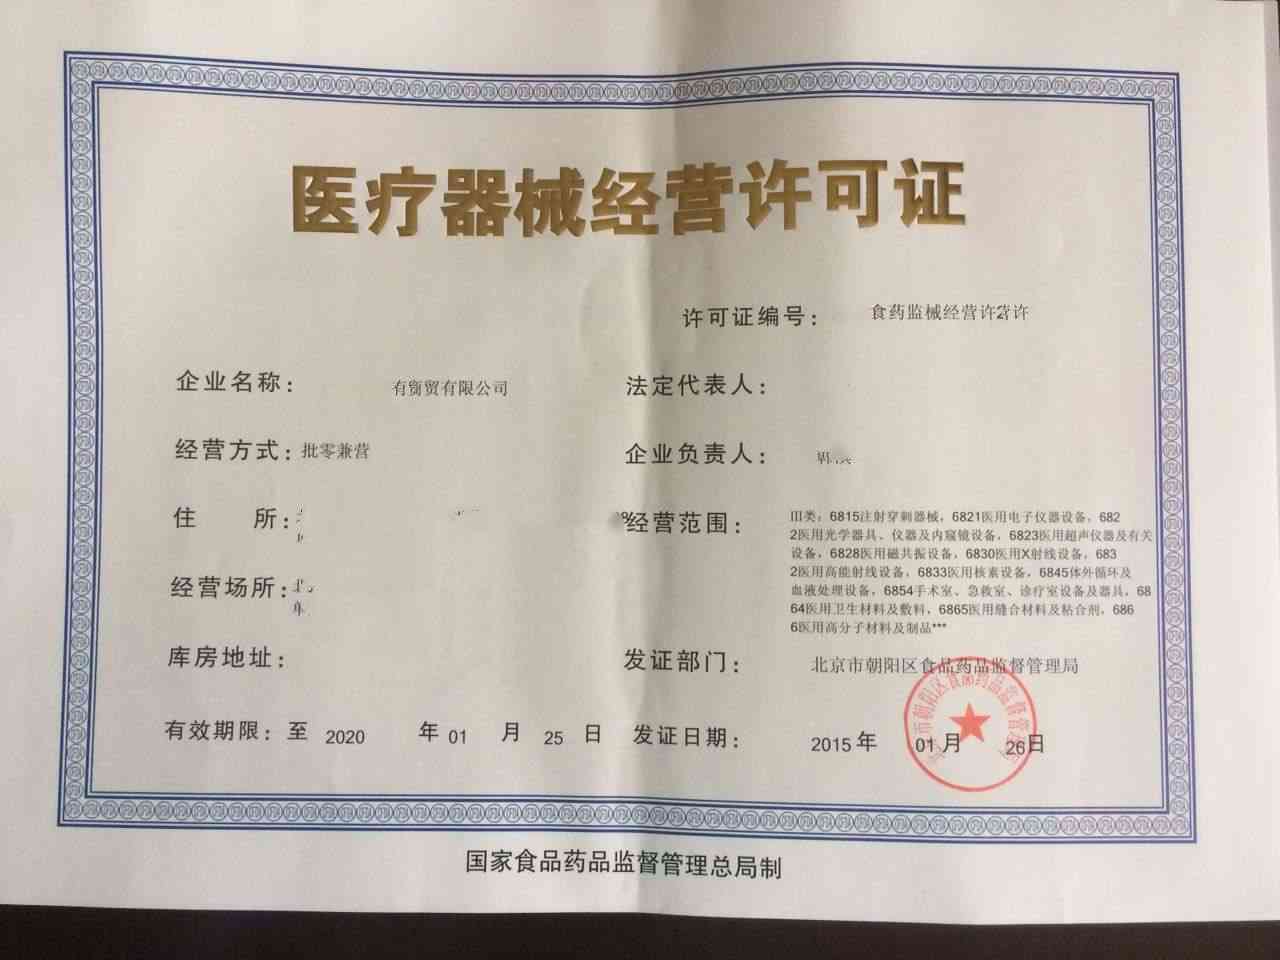 医疗器械经营许可证
许可证编号： 食药监械经营许
企业名称： 贸有限公司
法定代表人：
经营方式：批零兼营
企业负责人：
住 所：
经营范围：
III类：6815注射穿刺器械，6821医用电子仪器设备，682
2医用光学器具、仪器及内窥镜设备，6823医用超声仪器及有关
设备，6828医用磁共振设备，6830医用X射线设备，683
2医用高能射线设备，6833医用核素设备，6845体外循环及
血液处理设备，6854手术室、急救室、诊疗室设备及器具，68
64医用卫生材料及敷料，6865医用缝合材料及粘合剂，686
6医用高分子材料及制品***
经营场所：
库房地址：
发证部门： 北京市朝阳区食品药品监督管理局
有效期限：至 2020 年 01 月 25 日
发证日期： 2015 年 01 月 26 日
国家食品药品监督管理总局制